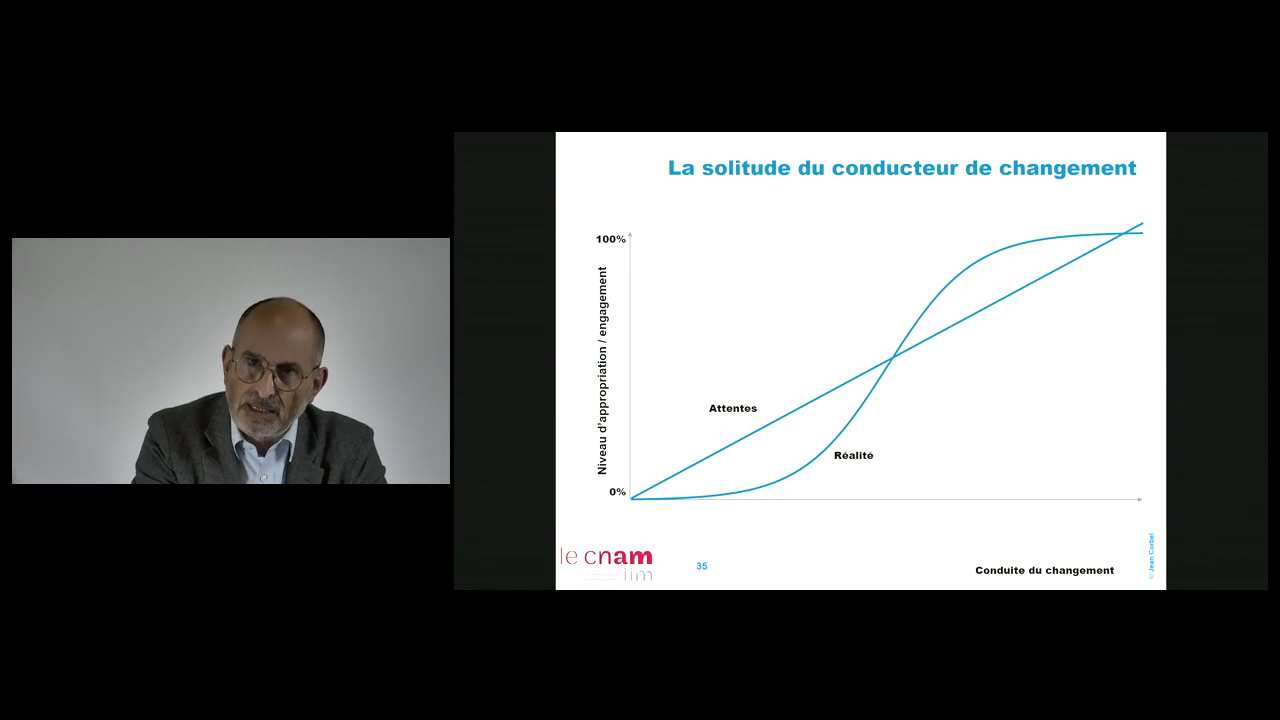 La solitude du conducteur de changement
100%
Niveau d'appropriation / engagement
Attentes
Réalité
0%
le cnam
iim
35
Conduite du changement
© Jean Corbel